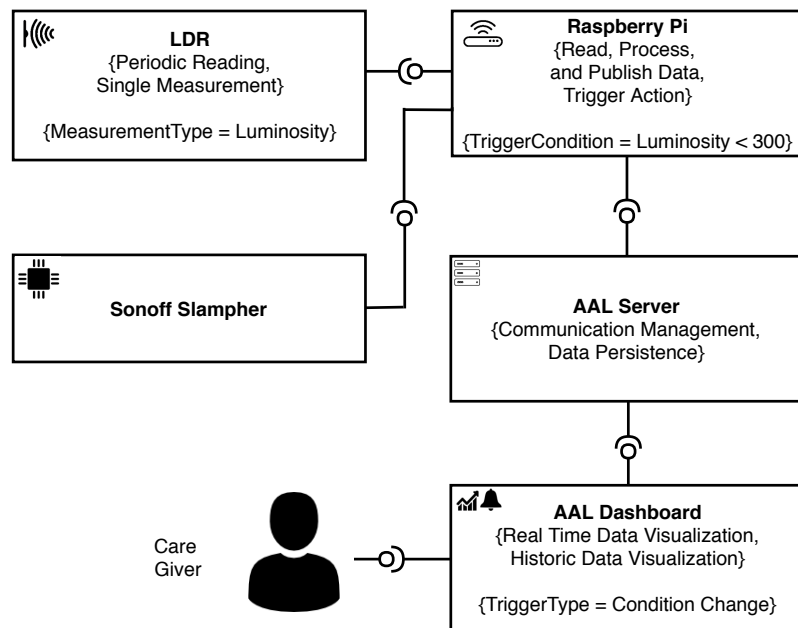 LDR
{Periodic Reading,
Single Measurement}
{MeasurementType = Luminosity}
Raspberry Pi
{Read, Process,
and Publish Data,
Trigger Action}
{TriggerCondition = Luminosity < 300}
Sonoff Slampher
AAL Server
{Communication Management,
Data Persistence}
Care
Giver
AAL Dashboard
{Real Time Data Visualization,
Historic Data Visualization}
{TriggerType = Condition Change}